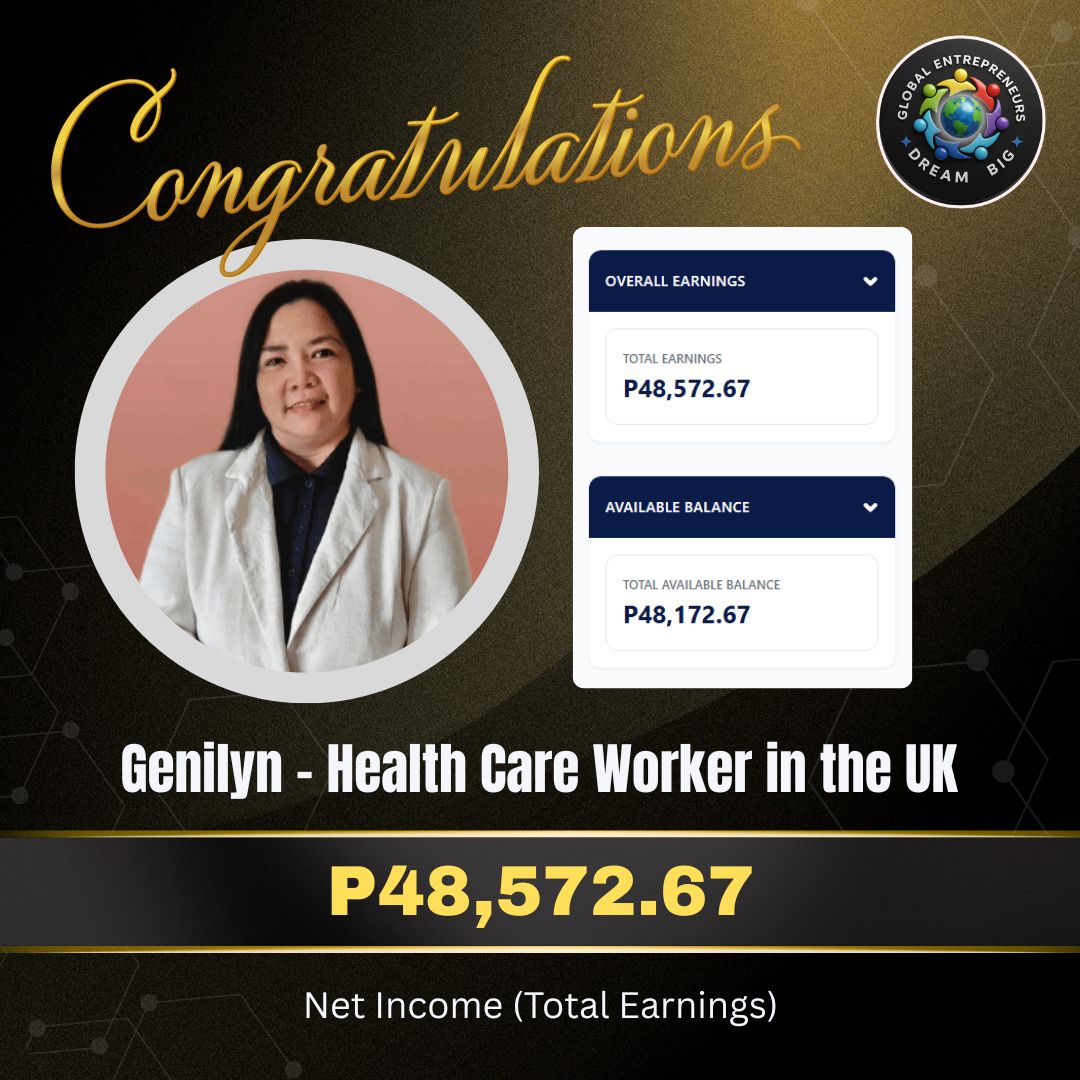 Congratulations
GLOBAL ENTREPRENEURS
DREAM BIG
OVERALL EARNINGS
TOTAL EARNINGS
P48,572.67
AVAILABLE BALANCE
TOTAL AVAILABLE BALANCE
P48,172.67
Genilyn - Health Care Worker in the UK
P48,572.67
Net Income (Total Earnings)